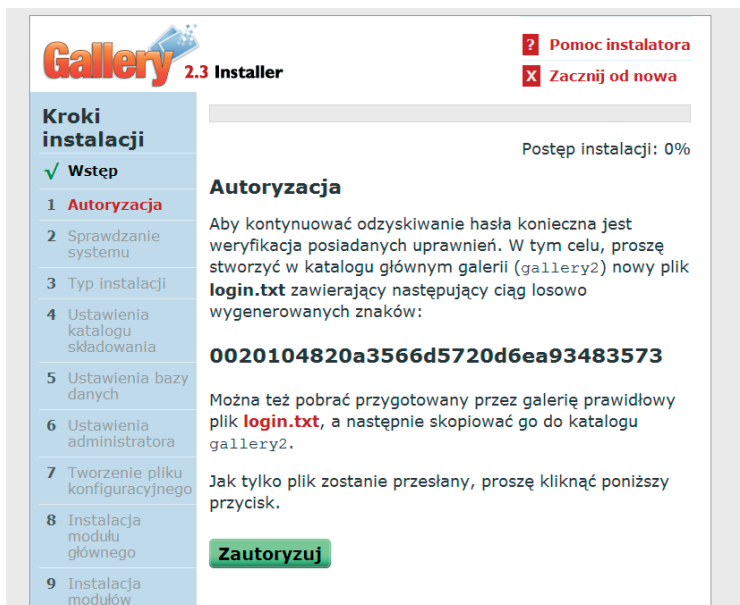 Gallery 2.3 Installer
? Pomoc instalatora
X Zacznij od nowa
Kroki
instalacji
√ Wstęp
1 Autoryzacja
2 Sprawdzanie
systemu
3 Typ instalacji
4 Ustawienia
katalogu
składowania
5 Ustawienia bazy
danych
6 Ustawienia
administratora
7 Tworzenie pliku
konfiguracyjnego
8 Instalacja
modułu
głównego
9 Instalacja
modułów
Postęp instalacji: 0%
Autoryzacja
Aby kontynuować odzyskiwanie hasła konieczna jest
weryfikacja posiadanych uprawnień. W tym celu, proszę
stworzyć w katalogu głównym galerii (gallery2) nowy plik
login.txt zawierający następujący ciąg losowo
wygenerowanych znaków:
0020104820a3566d5720d6ea93483573
Można też pobrać przygotowany przez galerię prawidłowy
plik login.txt, a następnie skopiować go do katalogu
gallery2.
Jak tylko plik zostanie przesłany, proszę kliknąć poniższy
przycisk.
Zautoryzuj